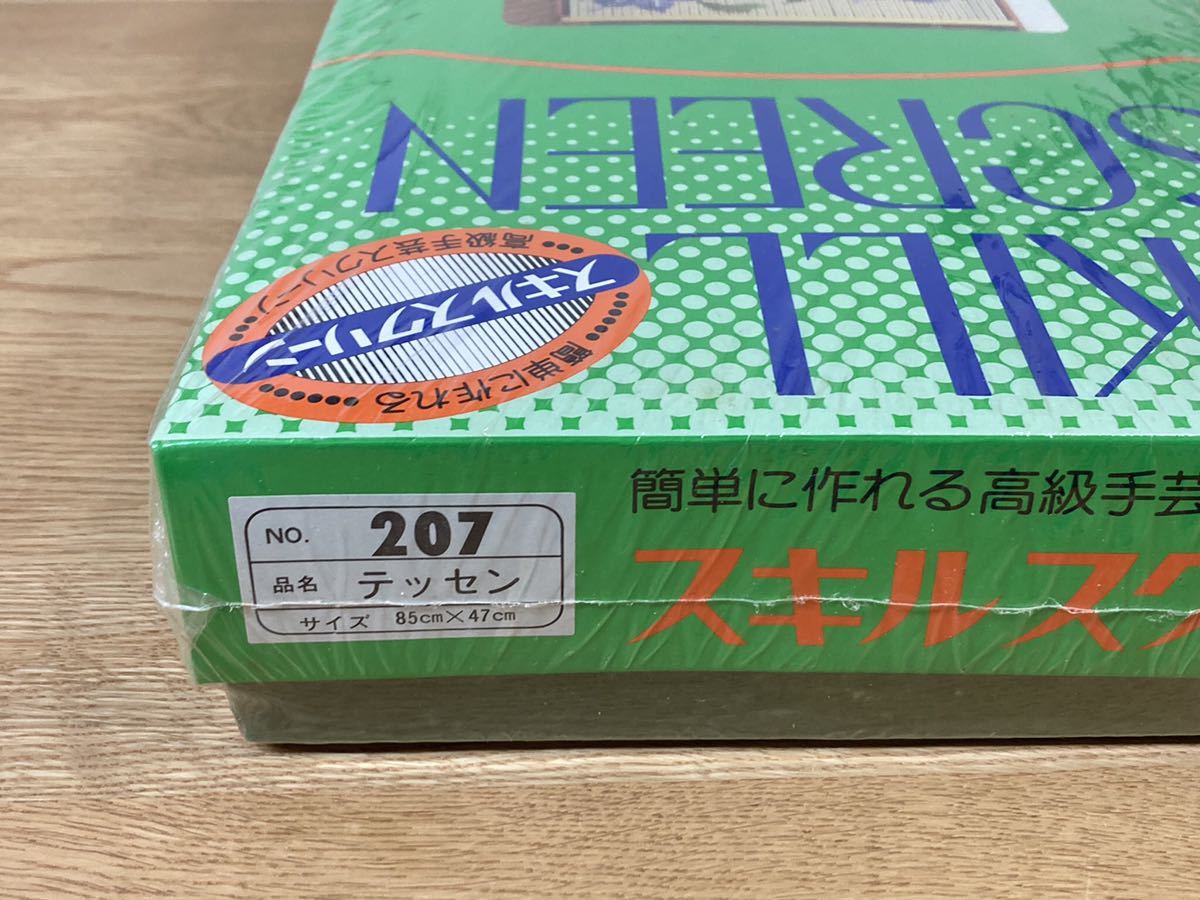 KILL
SCREEN
高級手芸スクリーン
スキルスクリーン
簡単に作れる
簡単に作れる高級手芸
スキルスク
NO. 207
品名 テッセン
サイズ 85cm×47cm